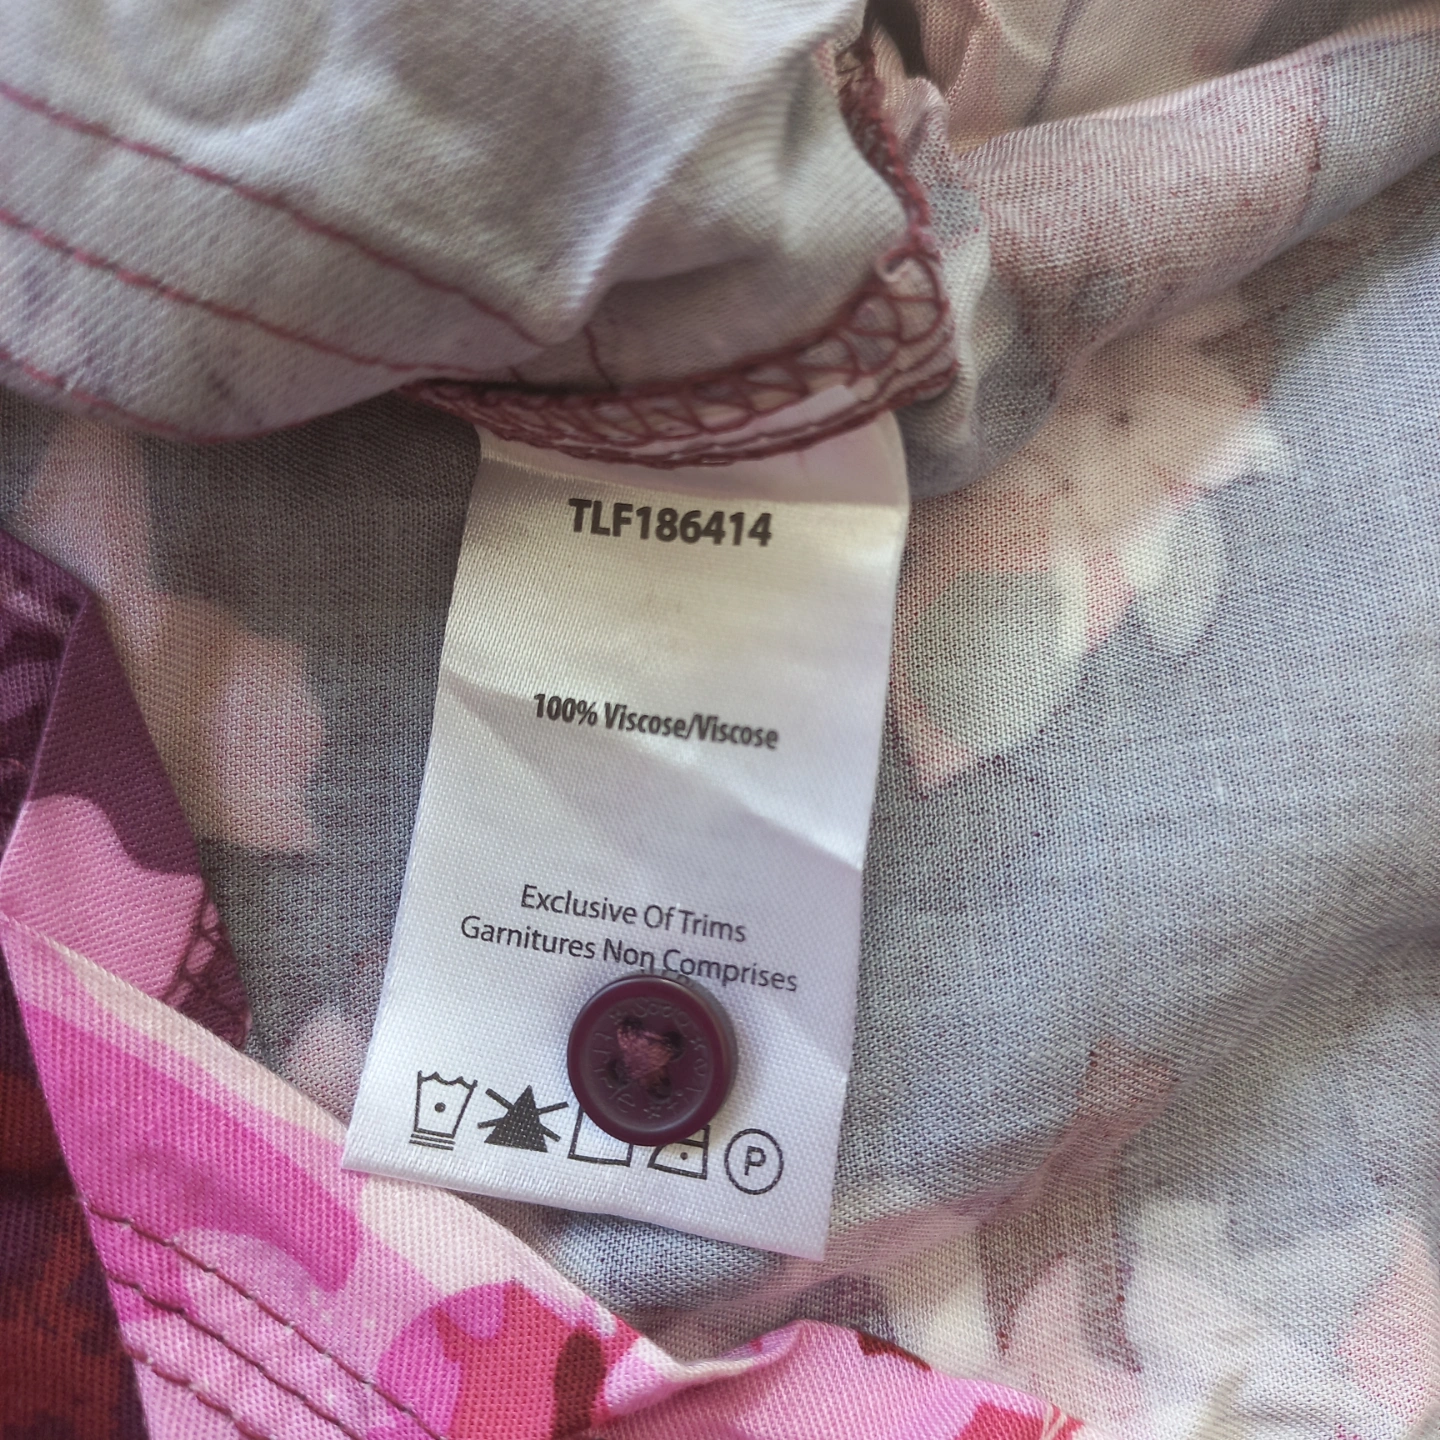 TLF186414
100% Viscose/Viscose
Exclusive Of Trims
Garnitures Non Comprises
P